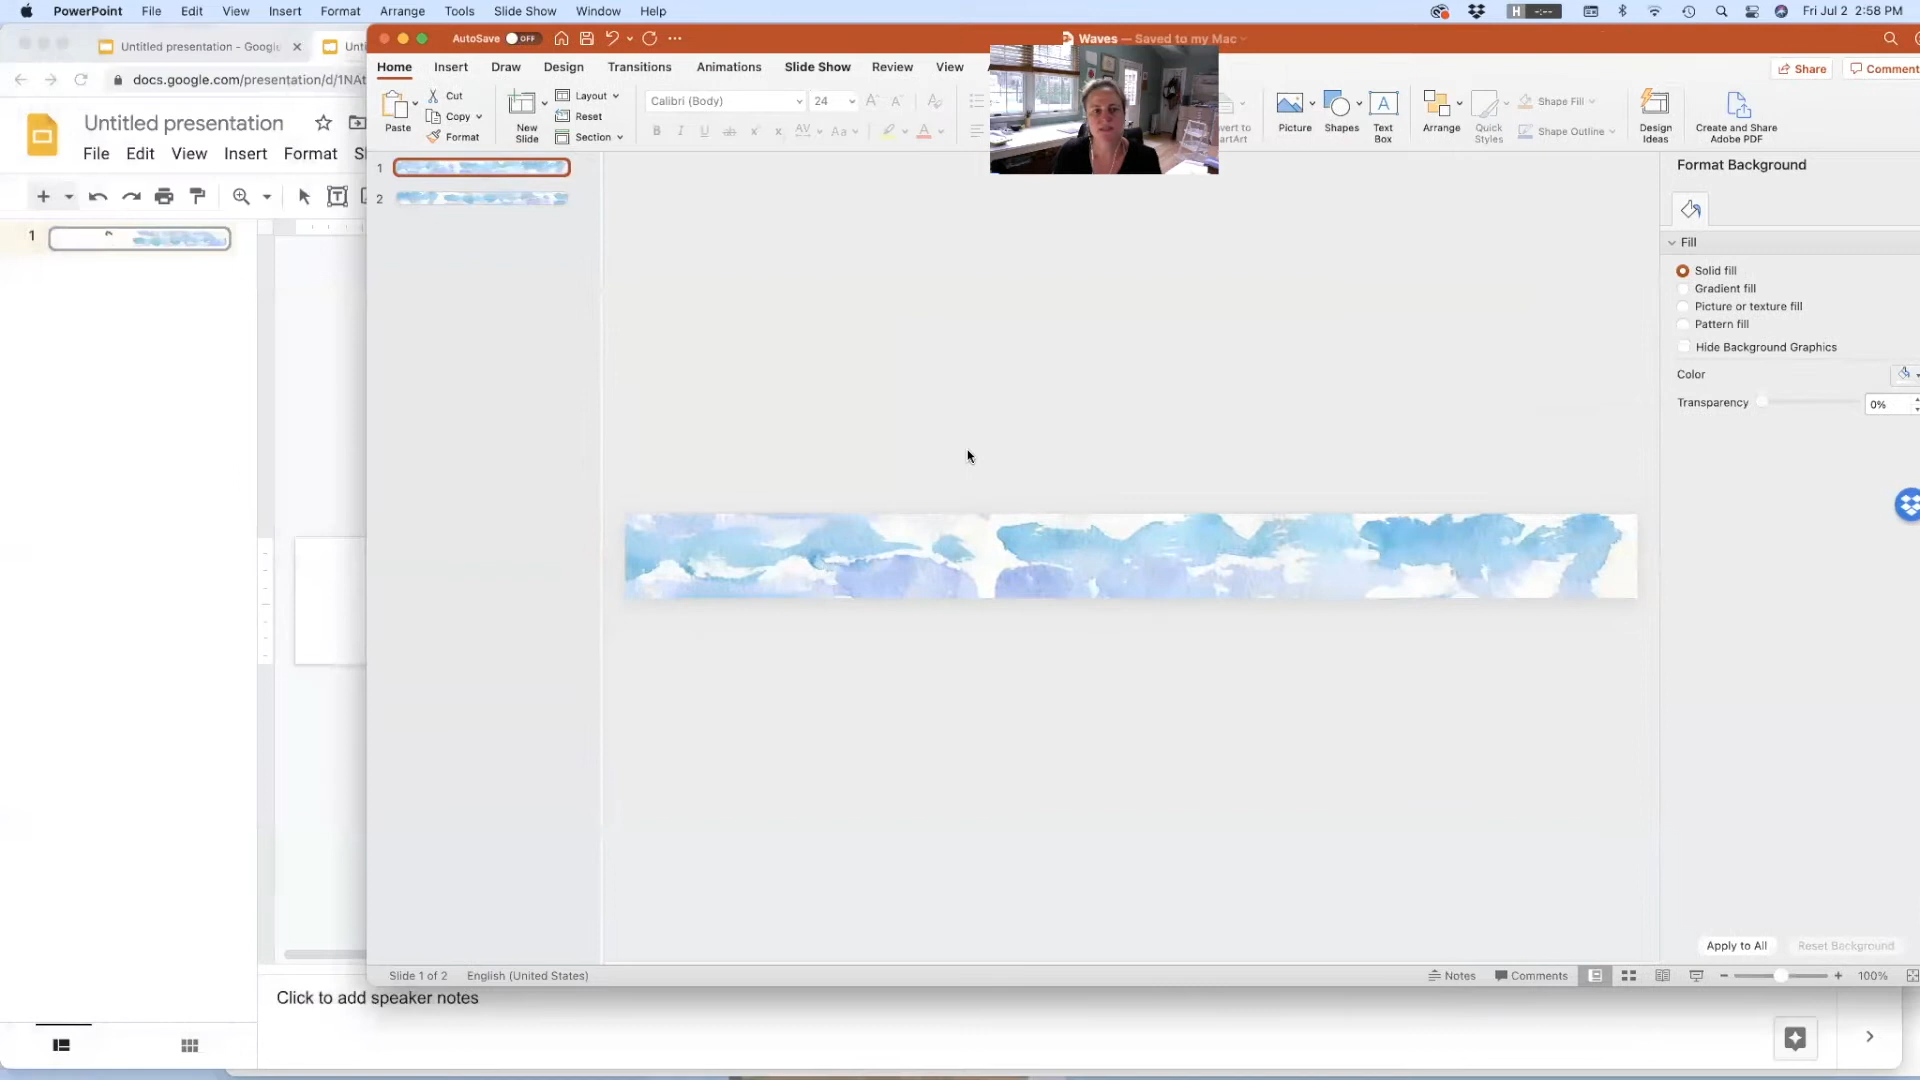 PowerPoint File Edit View Insert Format Arrange Tools Slide Show Window Help H -:-- Fri Jul 2 2:58 PM
Untitled presentation - Google
AutoSave OFF Waves — Saved to my Mac
docs.google.com/presentation/d/1NAt
Home Insert Draw Design Transitions Animations Slide Show Review View Share Comment
Untitled presentation
File Edit View Insert Format
Paste Cut Copy Format
New Slide Layout Reset Section
Calibri (Body) 24
B I U ab x x AV Aa A
Picture Shapes Text Box
Arrange Quick Styles Shape Fill Shape Outline
Design Ideas Create and Share Adobe PDF
Format Background
1
2
1
Fill
Solid fill
Gradient fill
Picture or texture fill
Pattern fill
Hide Background Graphics
Color
Transparency 0%
Apply to All Reset Background
Slide 1 of 2 English (United States) Notes Comments 100%
Click to add speaker notes